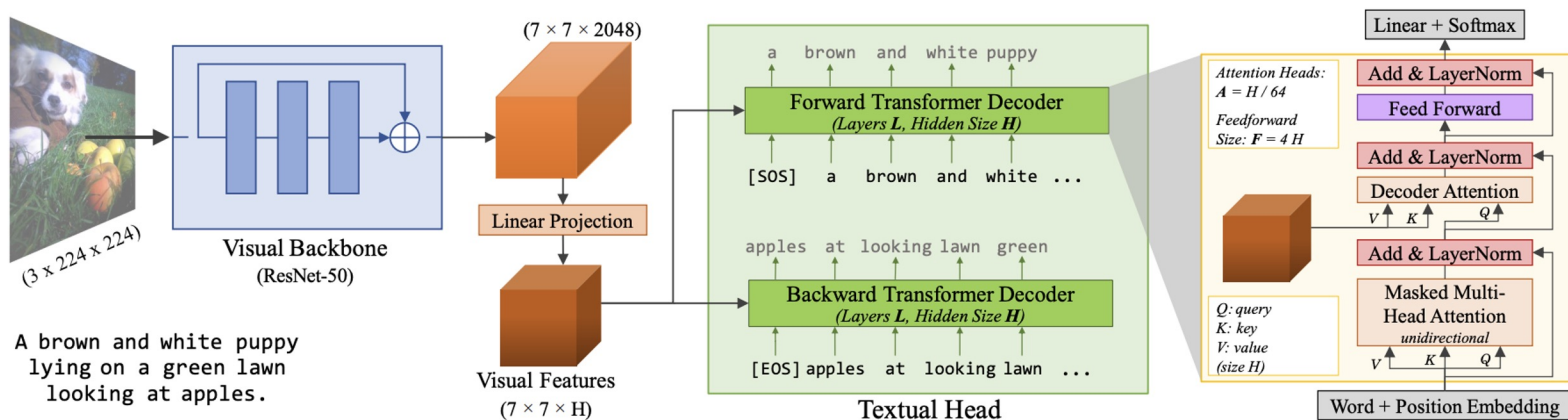 (3 x 224 x 224)
Visual Backbone
(ResNet-50)
A brown and white puppy
lying on a green lawn
looking at apples.
(7 × 7 × 2048)
Linear Projection
Visual Features
(7 × 7 × H)
a brown and white puppy
Forward Transformer Decoder
(Layers L, Hidden Size H)
[SOS] a brown and white ...
apples at looking lawn green
Backward Transformer Decoder
(Layers L, Hidden Size H)
[EOS] apples at looking lawn ...
Textual Head
Linear + Softmax
Attention Heads:
A = H / 64
Feedforward
Size: F = 4 H
Add & LayerNorm
Feed Forward
Add & LayerNorm
Decoder Attention
V K Q
Add & LayerNorm
Masked Multi-
Head Attention
unidirectional
V K Q
Q: query
K: key
V: value
(size H)
Word + Position Embedding